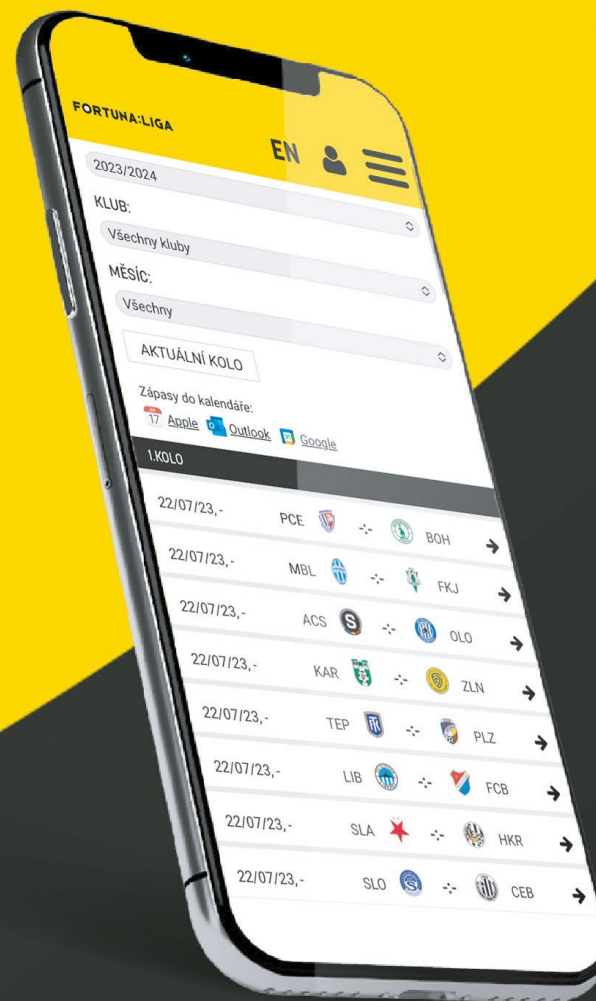 FORTUNA:LIGA
EN
2023/2024
KLUB:
Všechny kluby
MĚSÍC:
Všechny
AKTUÁLNÍ KOLO
Zápasy do kalendáře:
17 Apple Outlook Google
1.KOLO
22/07/23,- PCE -:- BOH
22/07/23,- MBL -:- FKJ
22/07/23,- ACS S -:- OLO
22/07/23,- KAR -:- ZLN
22/07/23,- TEP FK -:- PLZ
22/07/23,- LIB -:- FCB
22/07/23,- SLA -:- HKR
22/07/23,- SLO S -:- CEB